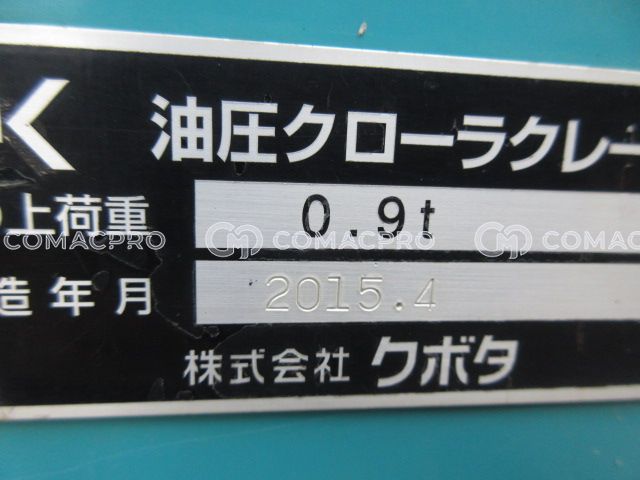 油圧クローラクレー
上荷重 0.9t
COMACPRO COMACPRO COMACPRO
造年月 2015.4
株式会社 クボタ